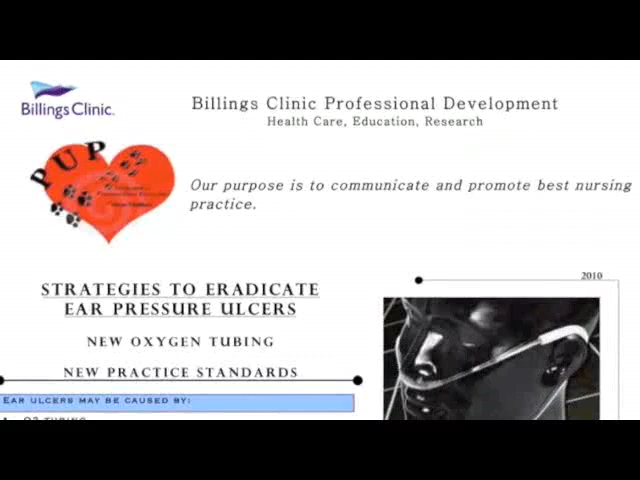 Billings Clinic.
Billings Clinic Professional Development
Health Care, Education, Research
PUP
Our purpose is to communicate and promote best nursing
practice.
2010
STRATEGIES TO ERADICATE
EAR PRESSURE ULCERS
NEW OXYGEN TUBING
NEW PRACTICE STANDARDS
EAR ULCERS MAY BE CAUSED BY:
O2 TUBING